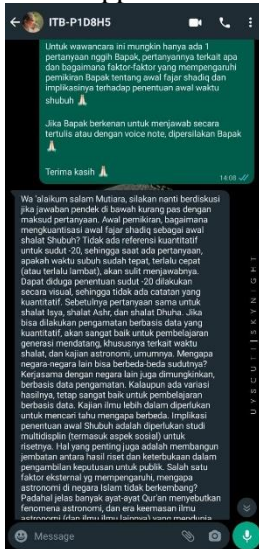 ITB-P1D8H5
Untuk wawancara ini mungkin hanya ada 1
pertanyaan nggih Bapak, pertanyannya terkait apa
dan bagaimana faktor-faktor yang mempengaruhi
pemikiran Bapak tentang awal fajar shadiq dan
implikasinya terhadap penentuan awal waktu
shubuh 🙏
Jika Bapak berkenan untuk menjawab secara
tertulis atau dengan voice note, dipersilakan Bapak
🙏
Terima kasih 🙏
14.08
Wa 'alaikum salam Mutiara, silakan nanti berdiskusi
jika jawaban pendek di bawah kurang pas dengan
maksud pertanyaan. Awal pemikiran, bagaimana
mengkuantisasi awal fajar shadiq sebagai awal
shalat Shubuh? Tidak ada referensi kuantitatif
untuk sudut -20, sehingga saat ada pertanyaan,
apakah waktu subuh sudah tepat, terlalu cepat
(atau terlalu lambat), akan sulit menjawabnya.
Dapat diduga penentuan sudut -20 dilakukan
secara visual, sehingga tidak ada catatan yang
kuantitatif. Sebetulnya pertanyaan sama untuk
shalat Isya, shalat Ashr, dan shalat Dhuha. Jika
bisa dilakukan pengamatan berbasis data yang
kuantitatif, akan sangat baik untuk pembelajaran
generasi mendatang, khususnya terkait waktu
shalat, dan kajian astronomi, umumnya. Mengapa
negara-negara lain bisa berbeda-beda sudutnya?
Kerjasama dengan negara lain juga dimungkinkan,
berbasis data pengamatan. Kalaupun ada variasi
hasilnya, tetap sangat baik untuk pembelajaran
berbasis data. Kajian ilmu lebih dalam diperlukan
untuk mencari tahu mengapa berbeda. Implikasi
penentuan awal Shubuh adalah diperlukan studi
multidisplin (termasuk aspek sosial) untuk
risetnya. Hal yang penting juga adalah membangun
jembatan antara hasil riset dan keterbukaan dalam
pengambilan keputusan untuk publik. Salah satu
faktor eksternal yg mempengaruhi, mengapa
astronomi di negara Islam tidak berkembang?
Padahal jelas banyak ayat-ayat Qur'an menyebutkan
fenomena astronomi, dan era keemasan ilmu
astronomi (dan ilmu ilmu lainnya) yang mendunia
Message